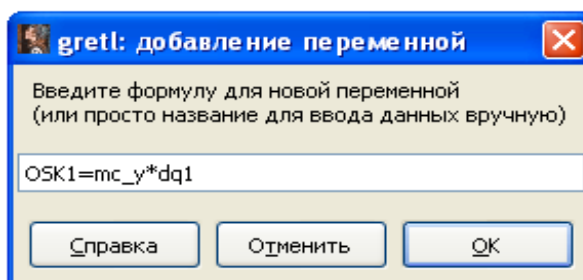 gretl: добавление переменной
Введите формулу для новой переменной
(или просто название для ввода данных вручную)
OSK1=mc_y*dq1
Справка Отменить OK